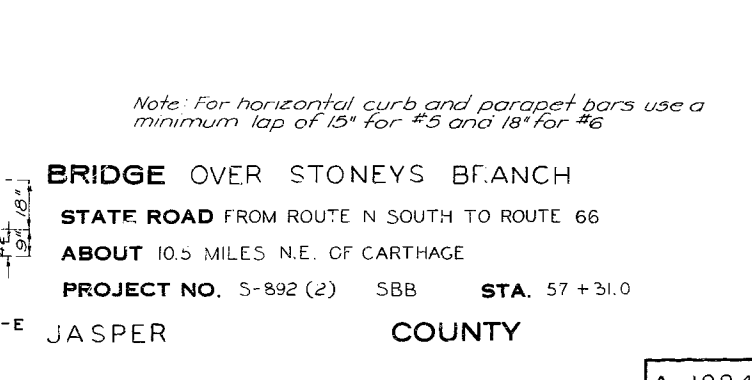 Note: For horizontal curb and parapet bars use a
minimum lap of 15" for #5 and 18" for #6
BRIDGE OVER STONEYS BRANCH
18"
STATE ROAD FROM ROUTE N SOUTH TO ROUTE 66
9"
ABOUT 10.5 MILES N.E. OF CARTHAGE
PROJECT NO. S-892 (2) SBB STA. 57 + 31.0
-E
JASPER COUNTY